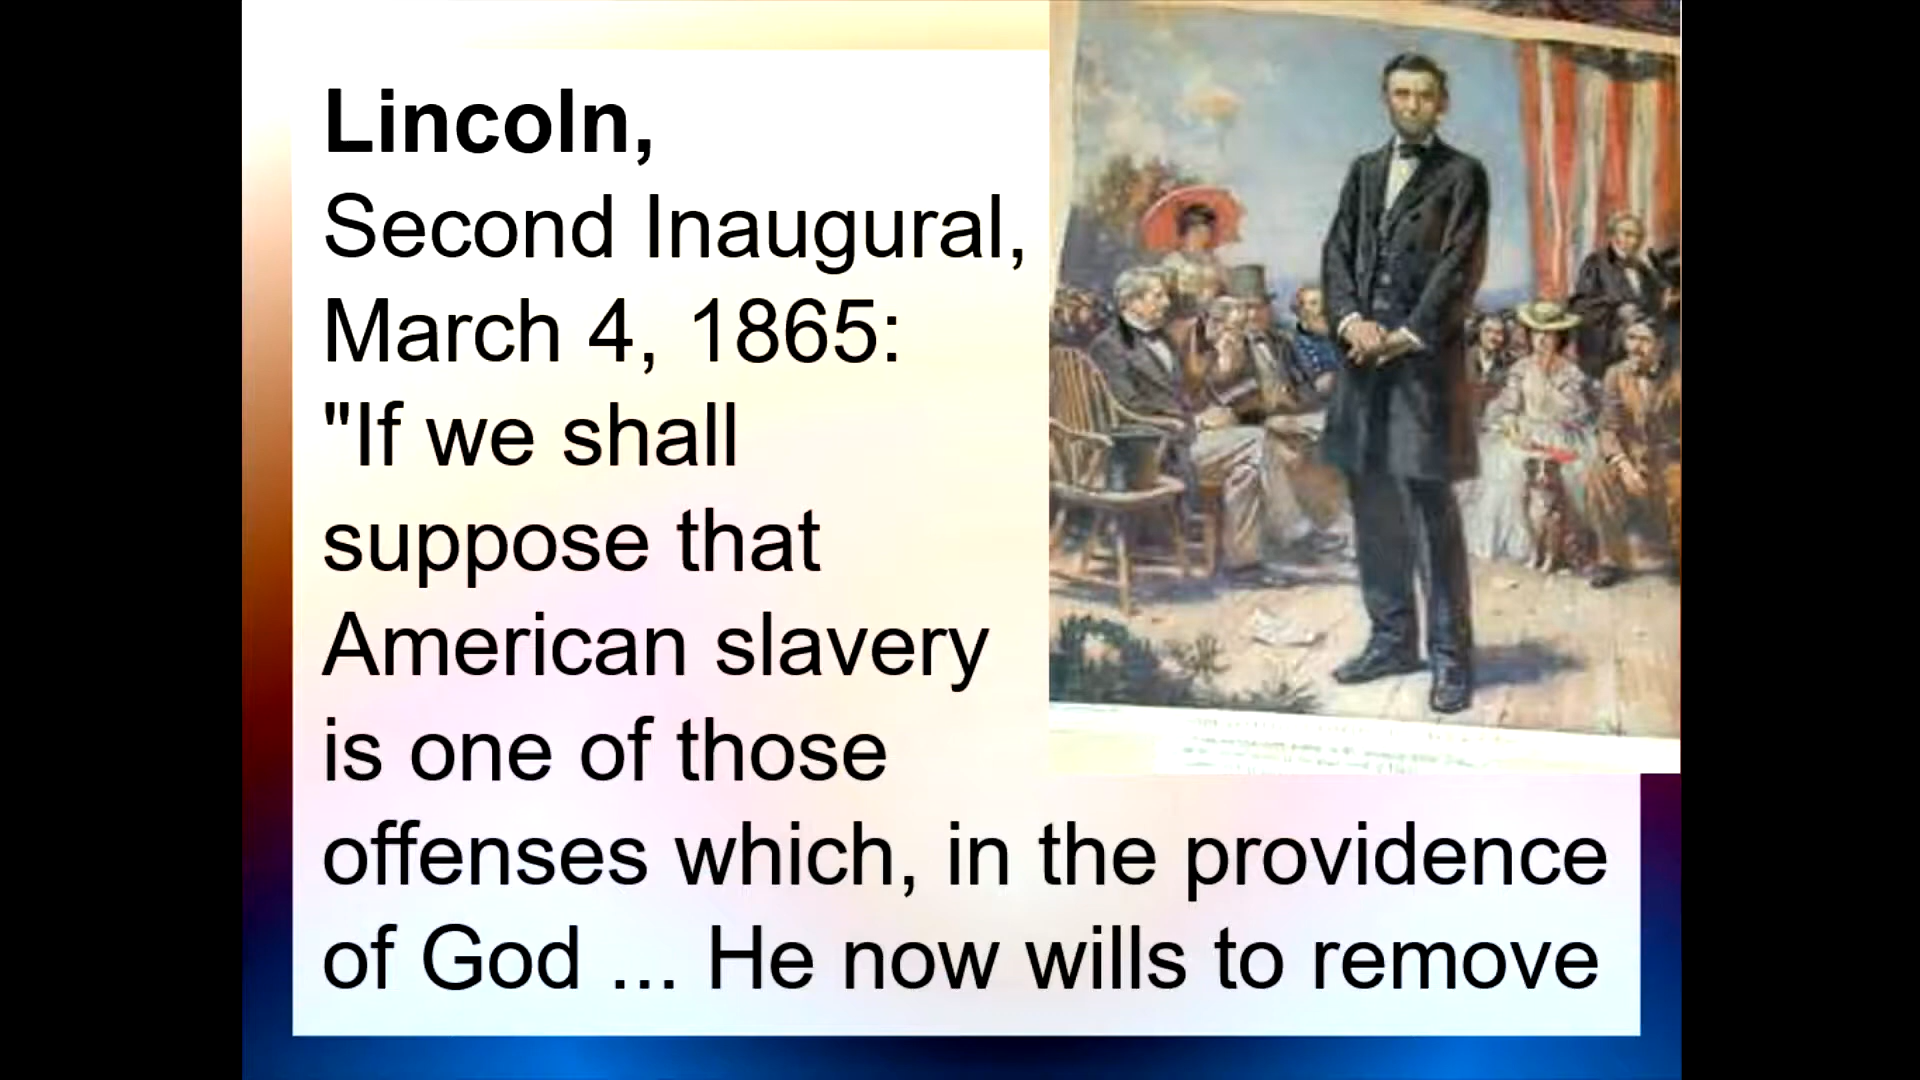 Lincoln,
Second Inaugural,
March 4, 1865:
"If we shall
suppose that
American slavery
is one of those
offenses which, in the providence
of God ... He now wills to remove